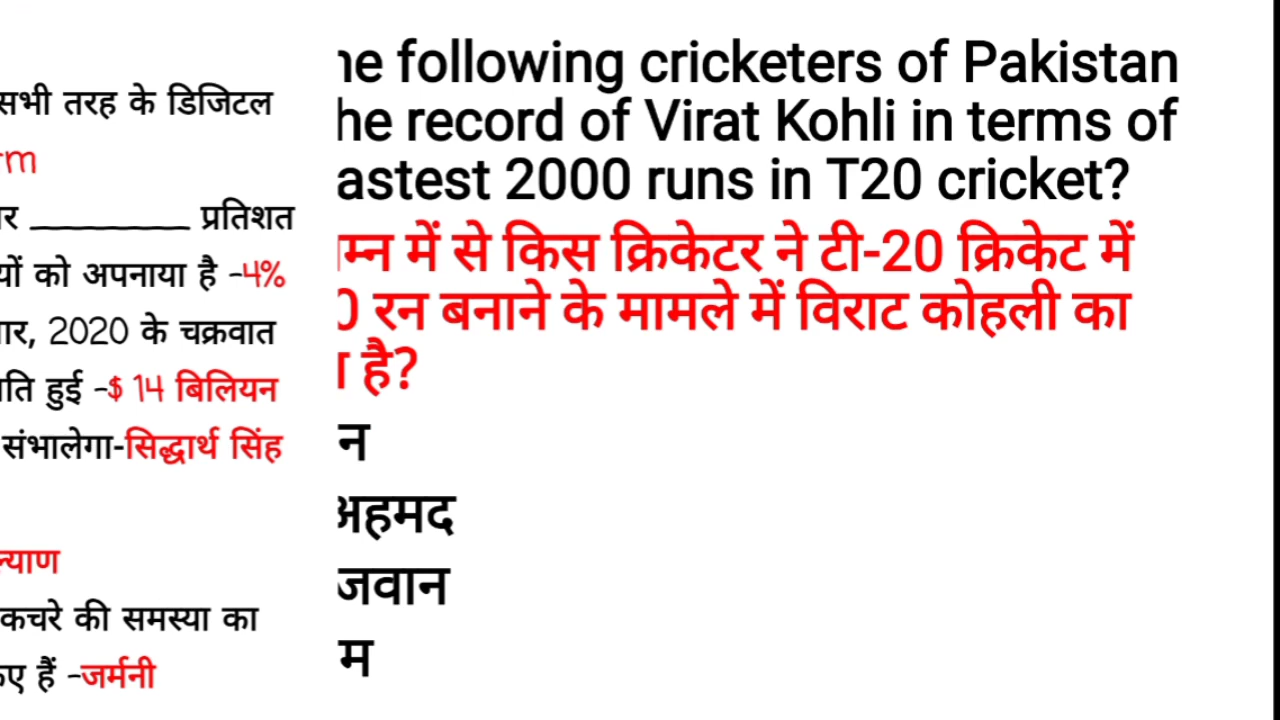 सभी तरह के डिजिटल
र ________ प्रतिशत
यों को अपनाया है -4%
ार, 2020 के चक्रवात
ति हुई -$ 14 बिलियन
संभालेगा-सिद्धार्थ सिंह
ल्याण
कचरे की समस्या का
ए हैं -जर्मनी
he following cricketers of Pakistan
he record of Virat Kohli in terms of
astest 2000 runs in T20 cricket?
म्न में से किस क्रिकेटर ने टी-20 क्रिकेट में
0 रन बनाने के मामले में विराट कोहली का
है?
न
अहमद
जवान
म